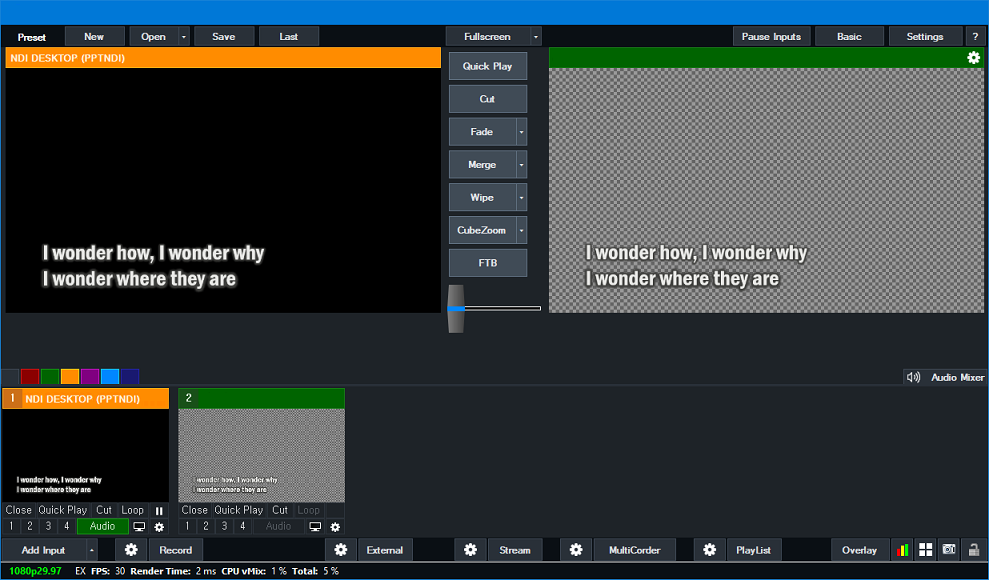 Preset New Open Save Last Fullscreen Pause Inputs Basic Settings ?
NDI DESKTOP (PPTNDI)
Quick Play
Cut
Fade
Merge
Wipe
CubeZoom
FTB
I wonder how, I wonder why
I wonder where they are
I wonder how, I wonder why
I wonder where they are
Audio Mixer
1 NDI DESKTOP (PPTNDI)
2
I wonder how, I wonder why
I wonder where they are
I wonder how, I wonder why
I wonder where they are
Close Quick Play Cut Loop
Close Quick Play Cut Loop
1 2 3 4 Audio
1 2 3 4 Audio
Add Input Record External Stream MultiCorder PlayList Overlay
1080p29.97 EX FPS: 30 Render Time: 2 ms CPU vMix: 1 % Total: 5 %